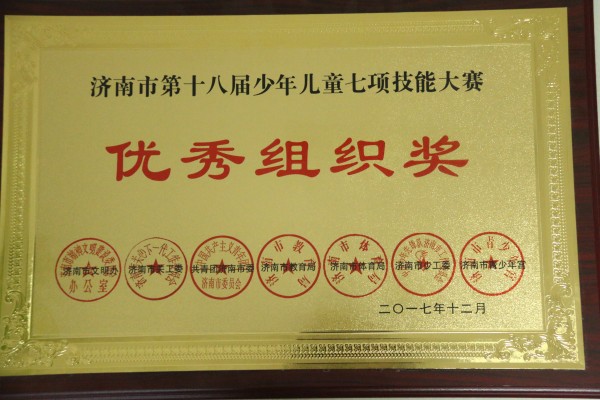 济南市第十八届少年儿童七项技能大赛
优秀组织奖
济南市文明办 济南市关工委 共青团济南市委 济南市教育局 济南市体育局 济南市少工委 济南市青少年宫
二〇一七年十二月